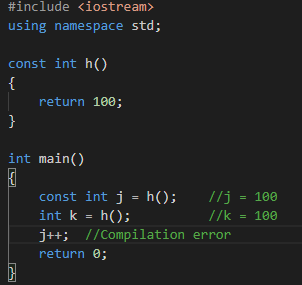 #include <iostream>
using namespace std;
const int h()
{
    return 100;
}
int main()
{
    const int j = h();    //j = 100
    int k = h();          //k = 100
    j++;  //Compilation error
    return 0;
}